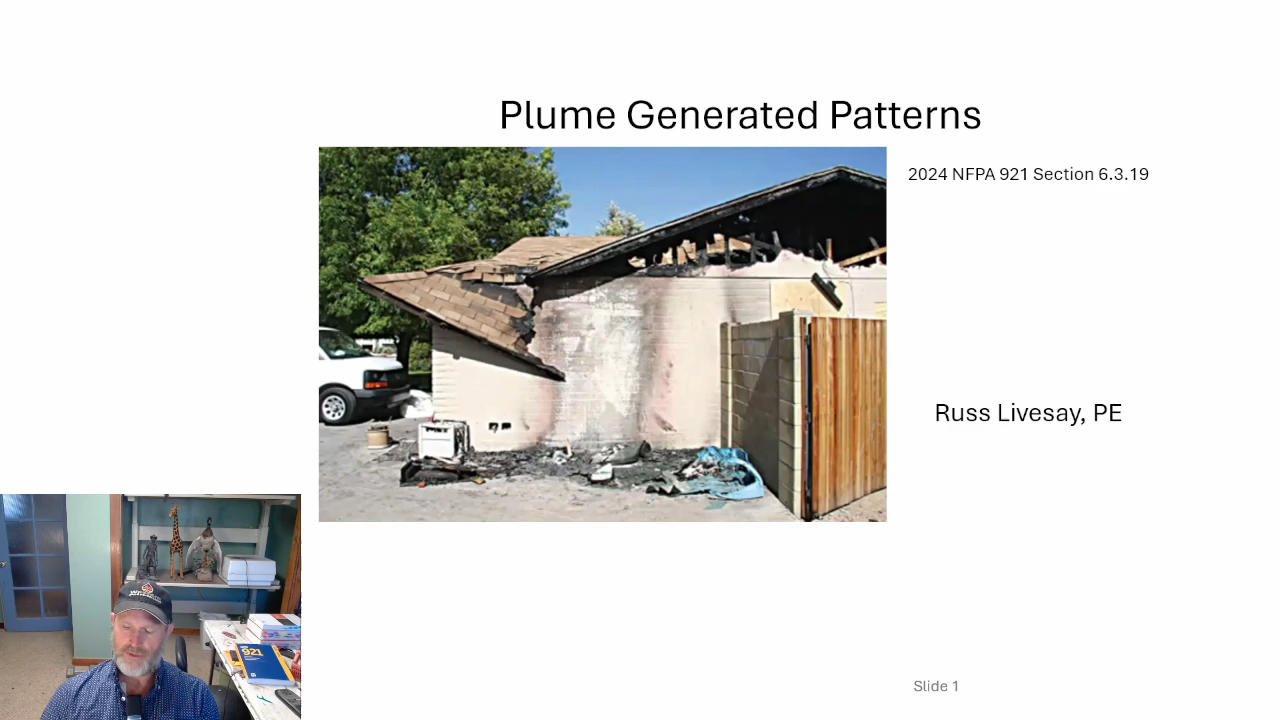 Plume Generated Patterns
2024 NFPA 921 Section 6.3.19
Russ Livesay, PE
921
Slide 1